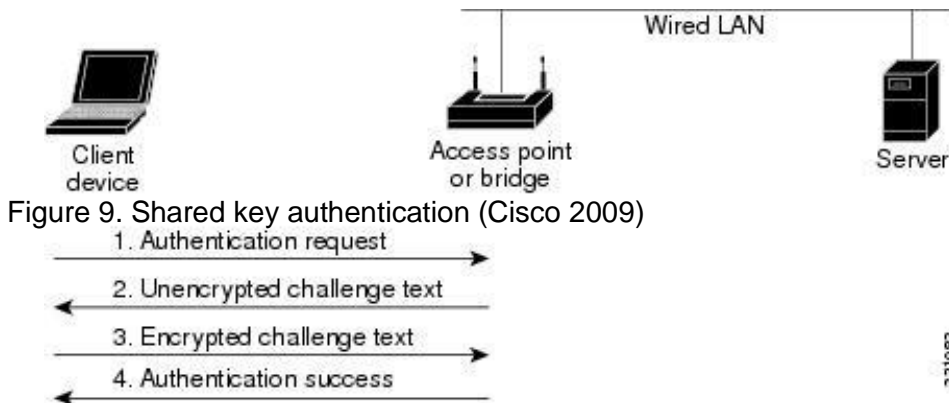 Wired LAN
Client
device
Access point
or bridge
Server
Figure 9. Shared key authentication (Cisco 2009)
1. Authentication request
2. Unencrypted challenge text
3. Encrypted challenge text
4. Authentication success